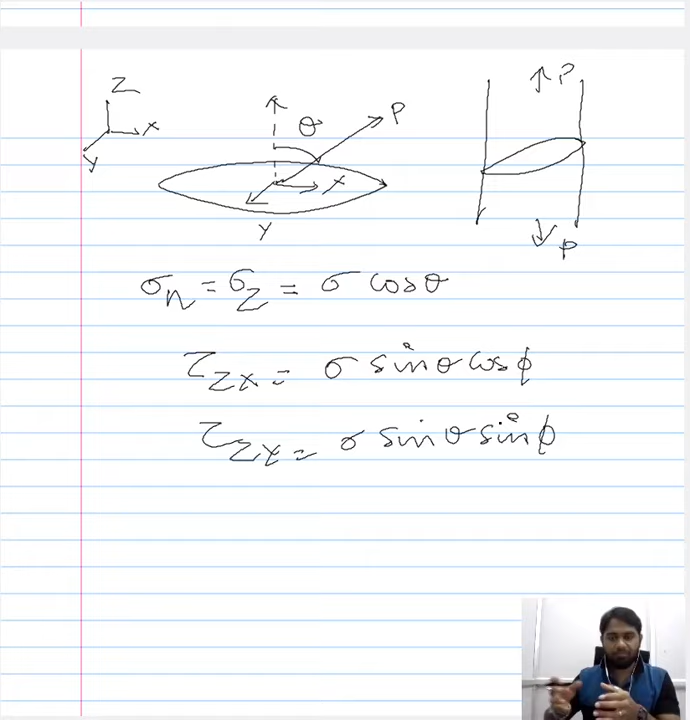 Z
X
Y
θ
P
X
Y
↑ P
↓ P
σn = σZ = σ cosθ
τZX = σ sinθ cosϕ
τZY = σ sinθ sinϕ